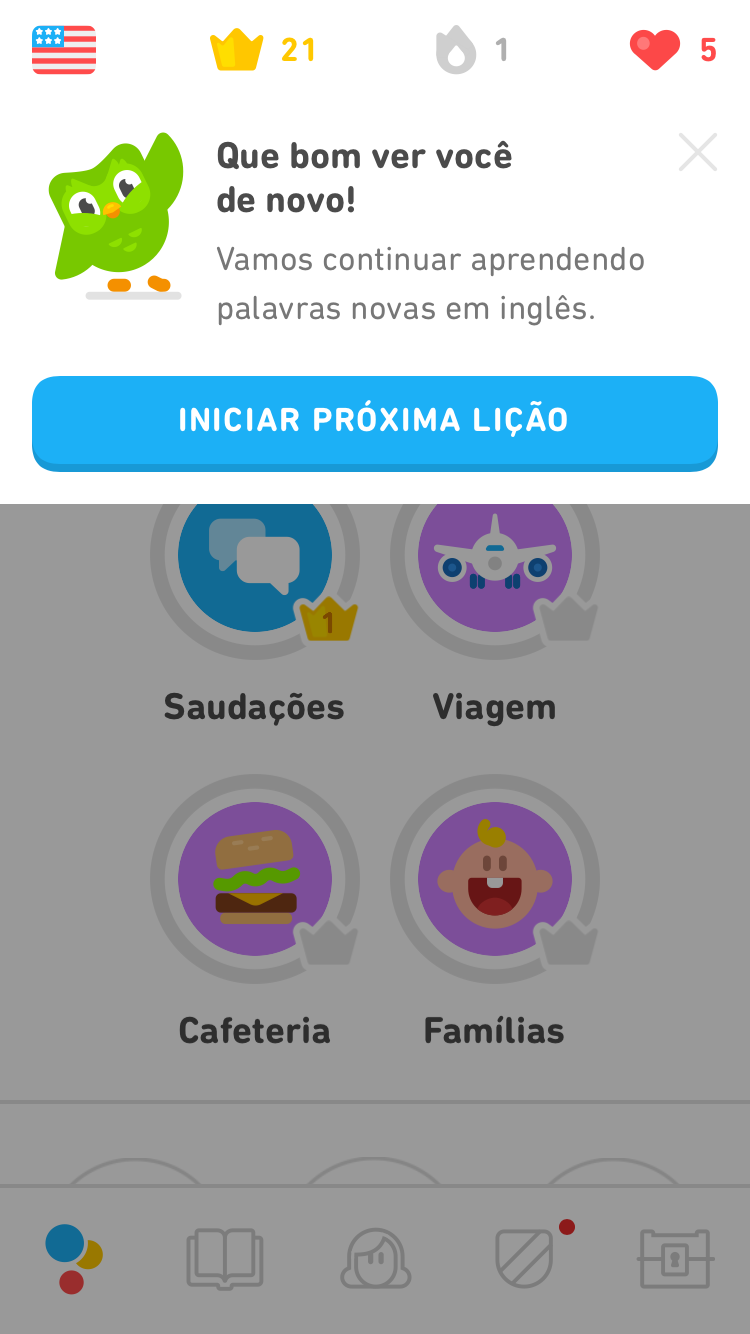 21 1 5
Que bom ver você
de novo!
Vamos continuar aprendendo
palavras novas em inglês.
INICIAR PRÓXIMA LIÇÃO
1
Saudações Viagem
Cafeteria Famílias